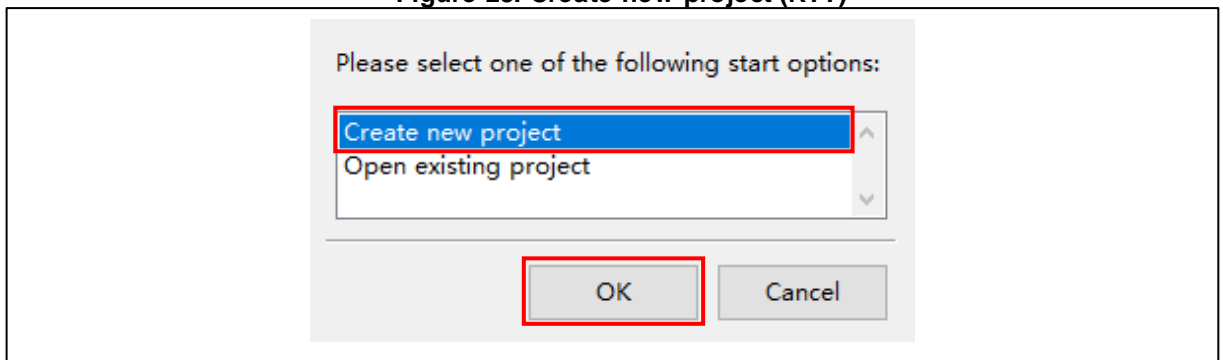 Please select one of the following start options:
Create new project
Open existing project
OK
Cancel